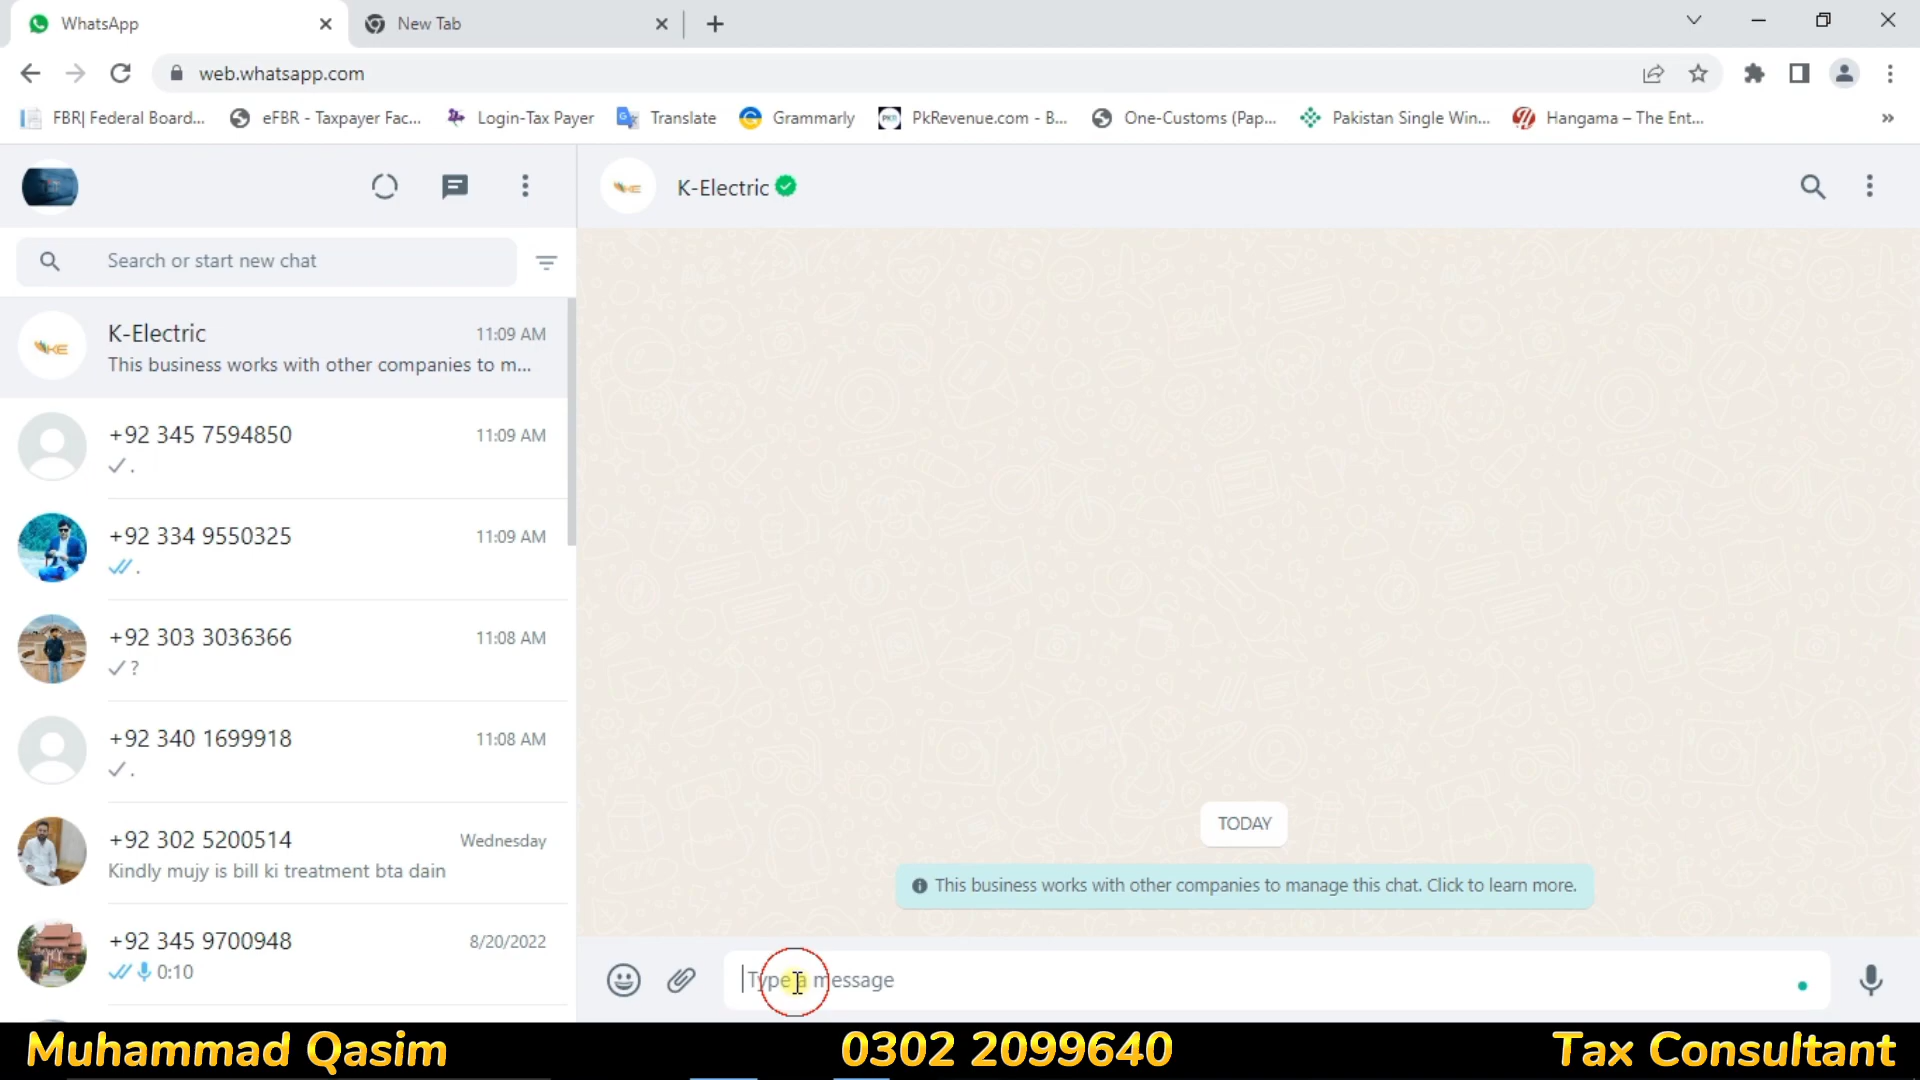 WhatsApp
New Tab
web.whatsapp.com
FBR| Federal Board...
eFBR - Taxpayer Fac...
Login-Tax Payer
Translate
Grammarly
PkRevenue.com - B...
One-Customs (Pap...
Pakistan Single Win...
Hangama – The Ent...
K-Electric
Search or start new chat
K-Electric
11:09 AM
This business works with other companies to m...
+92 345 7594850
11:09 AM
.
+92 334 9550325
11:09 AM
.
+92 303 3036366
11:08 AM
?
+92 340 1699918
11:08 AM
.
+92 302 5200514
Wednesday
Kindly mujy is bill ki treatment bta dain
+92 345 9700948
8/20/2022
0:10
TODAY
This business works with other companies to manage this chat. Click to learn more.
Type a message
Muhammad Qasim
0302 2099640
Tax Consultant